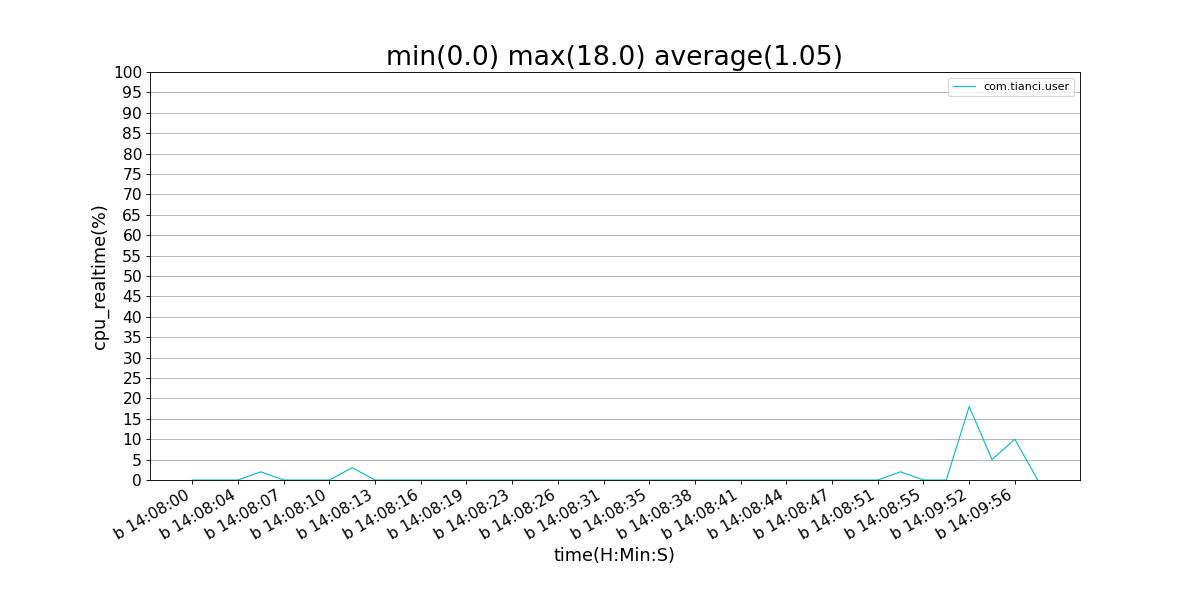 min(0.0) max(18.0) average(1.05)
com.tianci.user
cpu_realtime(%)
100
95
90
85
80
75
70
65
60
55
50
45
40
35
30
25
20
15
10
5
0
b 14:08:00
b 14:08:04
b 14:08:07
b 14:08:10
b 14:08:13
b 14:08:16
b 14:08:19
b 14:08:23
b 14:08:26
b 14:08:31
b 14:08:35
b 14:08:38
b 14:08:41
b 14:08:44
b 14:08:47
b 14:08:51
b 14:08:55
b 14:09:52
b 14:09:56
time(H:Min:S)